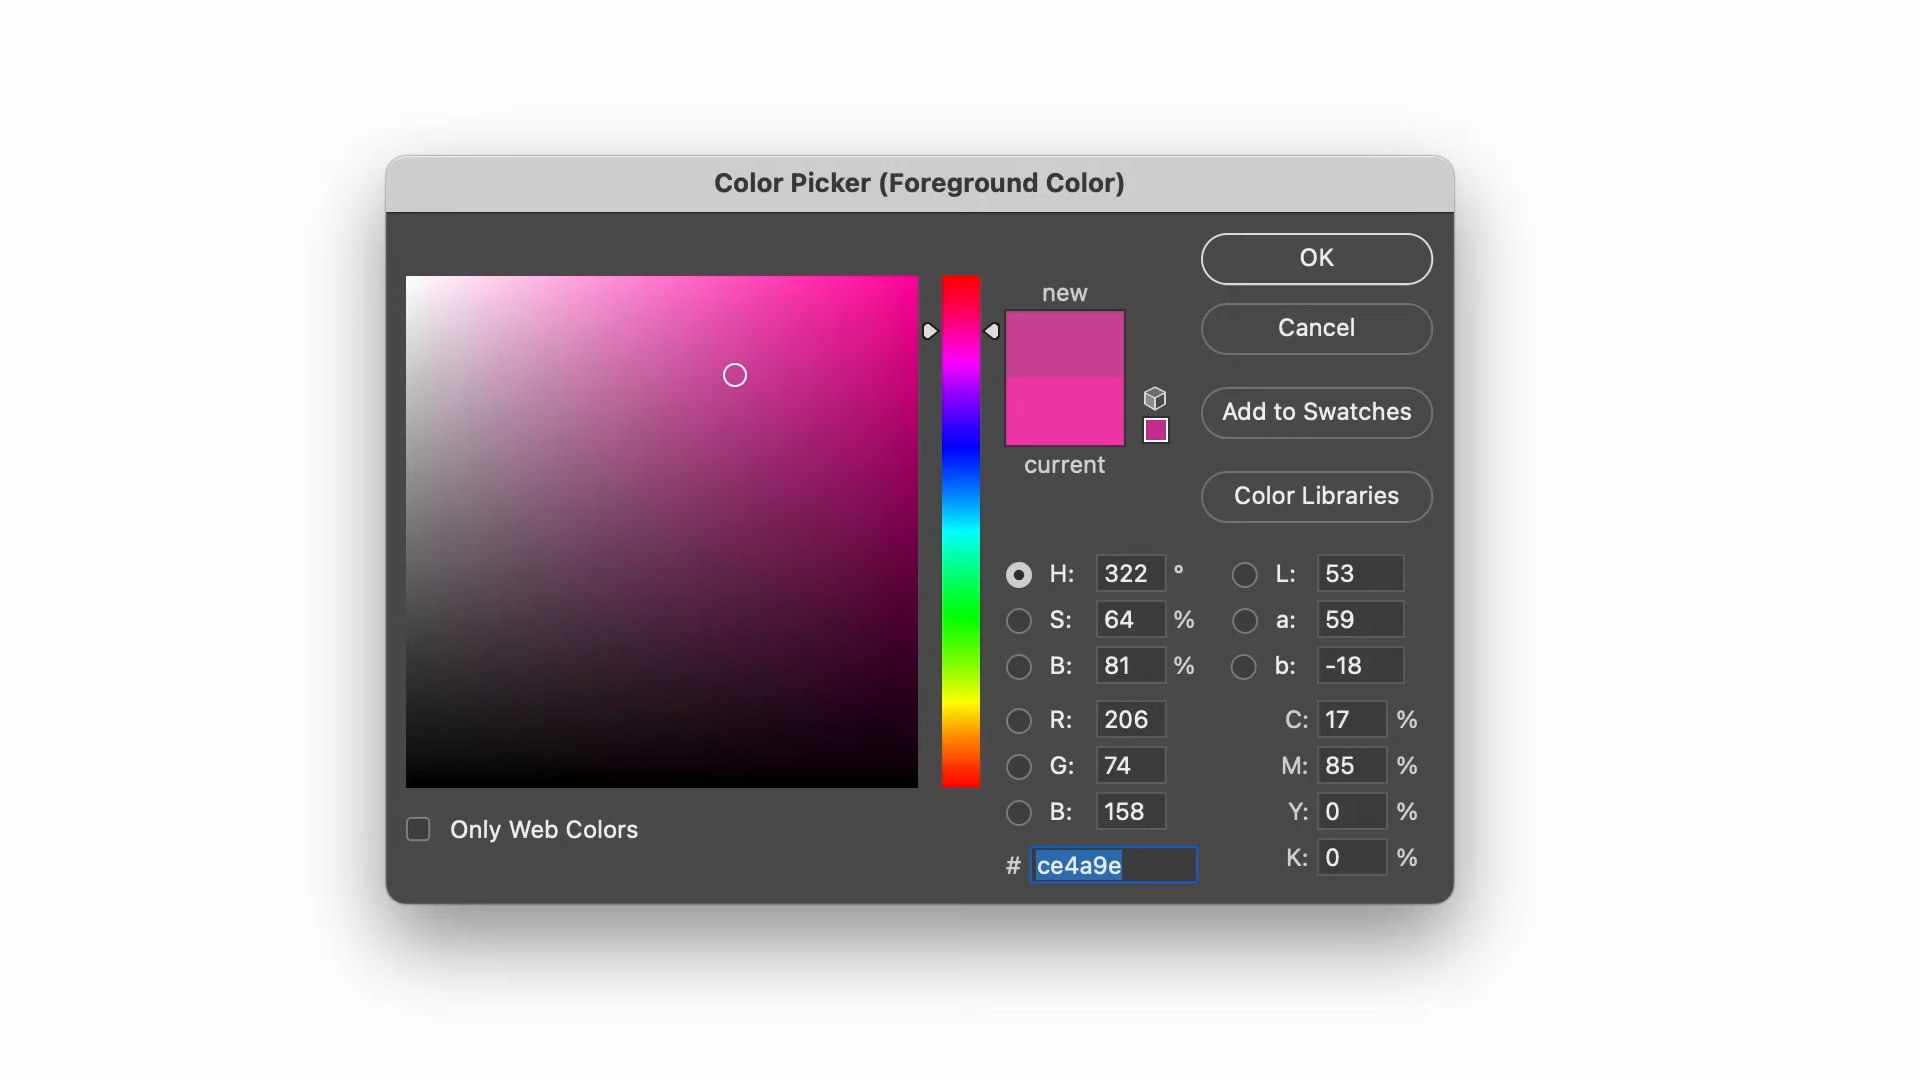 Color Picker (Foreground Color)
OK
new
Cancel
Add to Swatches
current
Color Libraries
H: 322 °
L: 53
S: 64 %
a: 59
B: 81 %
b: -18
R: 206
C: 17 %
G: 74
M: 85 %
B: 158
Y: 0 %
Only Web Colors
# ce4a9e
K: 0 %